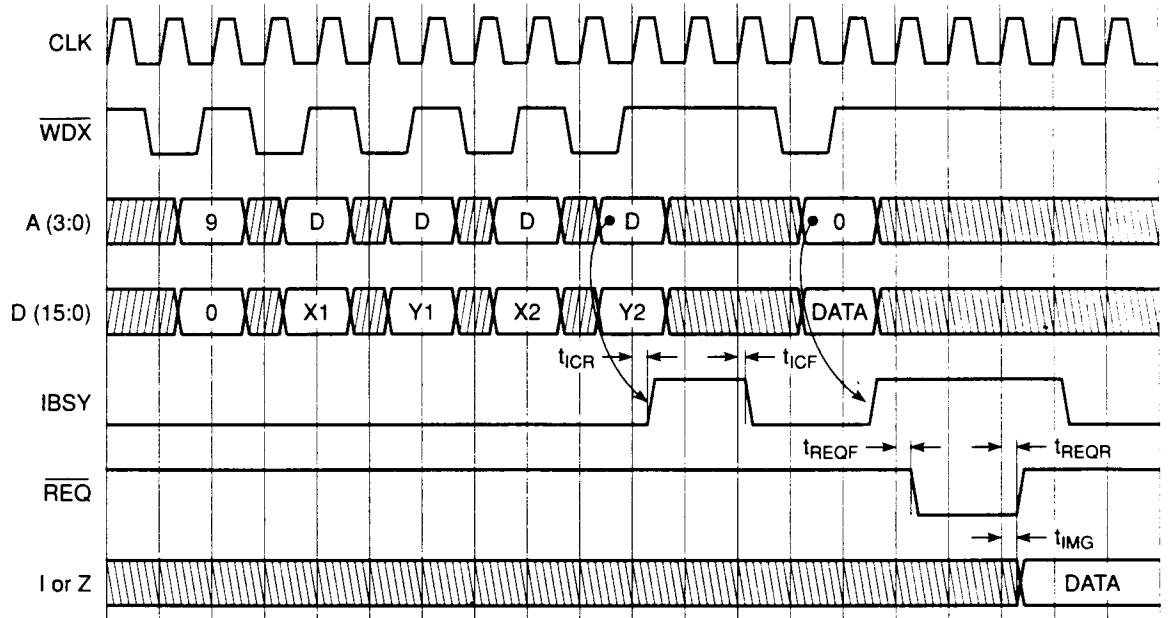 CLK
WDX
A (3:0) 9 D D D D 0
D (15:0) 0 X1 Y1 X2 Y2 DATA
tICR tICF
IBSY
tREQF tREQR
REQ
tIMG
I or Z DATA